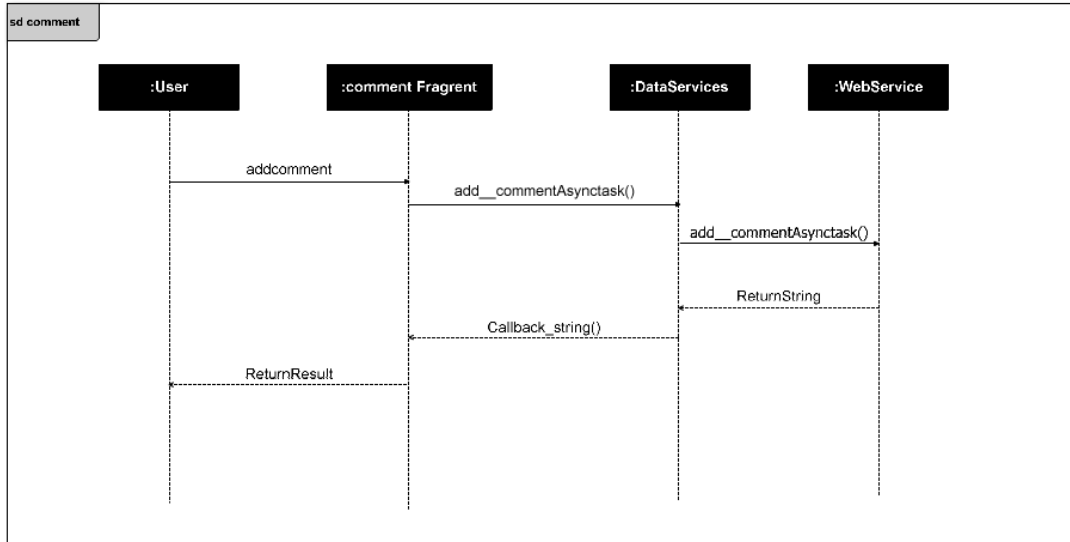 sd comment
:User
:comment Fragrent
:DataServices
:WebService
addcomment
add__commentAsynctask()
add__commentAsynctask()
ReturnString
Callback_string()
ReturnResult